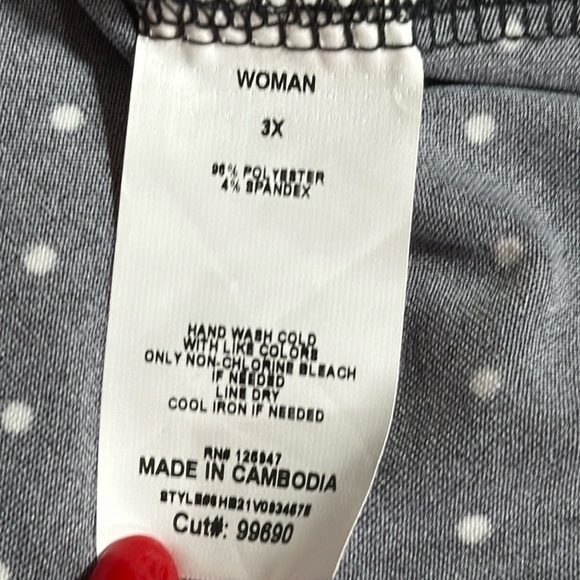 WOMAN
3X
96% POLYESTER
4% SPANDEX
HAND WASH COLD
WITH LIKE COLORS
ONLY NON-CHLORINE BLEACH
IF NEEDED
LINE DRY
COOL IRON IF NEEDED
RN#
MADE IN CAMBODIA
Cut#: 99690